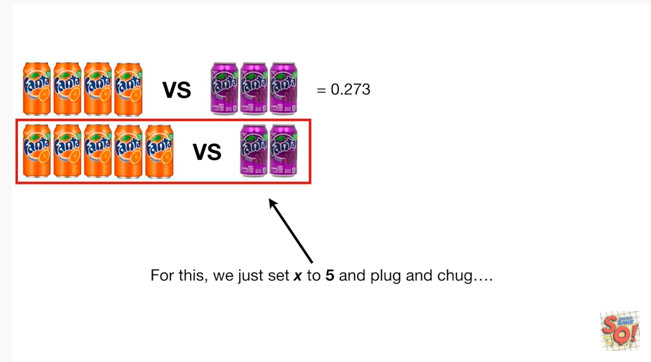 Fanta Fanta Fanta Fanta VS Fanta Fanta Fanta = 0.273
Fanta Fanta Fanta Fanta Fanta VS Fanta Fanta
For this, we just set x to 5 and plug and chug....
SQ!